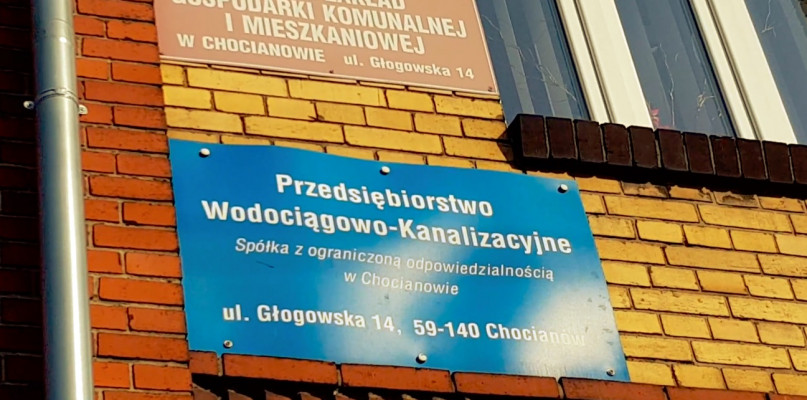 ZAKŁAD
GOSPODARKI KOMUNALNEJ
I MIESZKANIOWEJ
W CHOCIANOWIE ul. Głogowska 14
Przedsiębiorstwo
Wodociągowo-Kanalizacyjne
Spółka z ograniczoną odpowiedzialnością
w Chocianowie
ul. Głogowska 14, 59-140 Chocianów